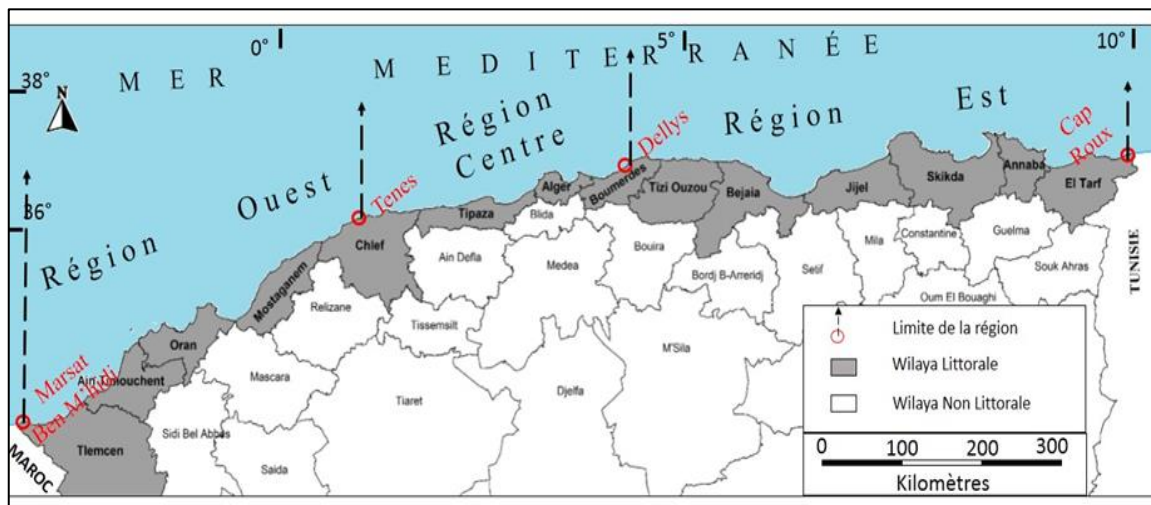 0°
5°
10°
38°
36°
MER MEDITERRANÉE
N
Région Ouest
Région Centre
Région Est
Marsat
Ben M'hidi
Tenes
Dellys
Cap
Roux
Tlemcen
Ain
Oran
Mostaganem
Chlef
Tipaza
Alger
Boumerdes
Tizi Ouzou
Bejaia
Jijel
Skikda
Annaba
El Tarf
Sidi Bel Abbes
Saida
Mascara
Relizane
Tiaret
Tissemsilt
Ain Defla
Blida
Medea
Djelfa
Bouira
M'Sila
Bordj B-Arreridj
Setif
Mila
Constantine
Guelma
Souk Ahras
Oum El Bouaghi
MAROC
TUNISIE
Limite de la région
Wilaya Littorale
Wilaya Non Littorale
0 100 200 300
Kilomètres